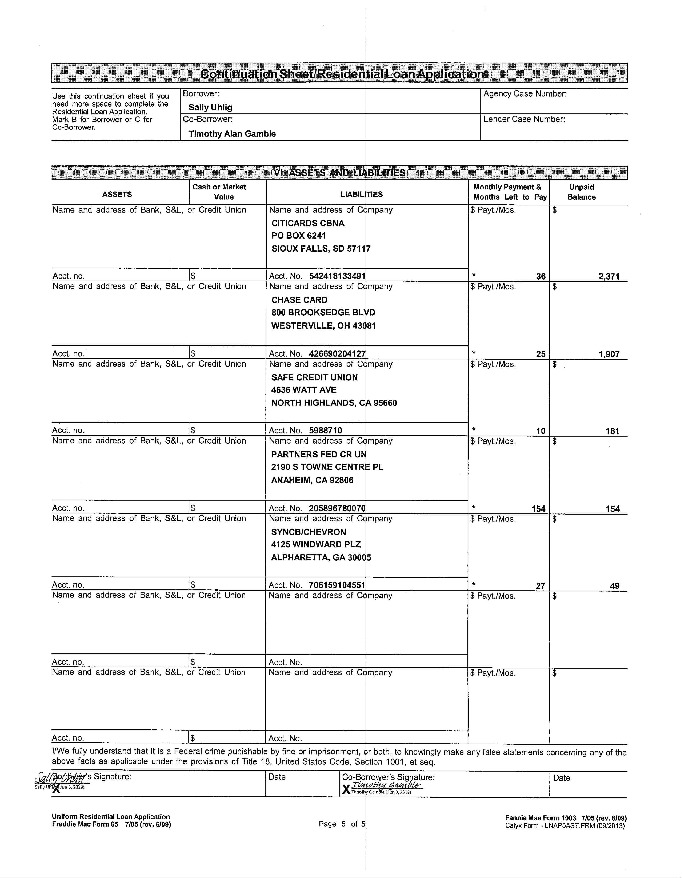 Continuation Sheet/Residential Loan Application
Use this continuation sheet if you
need more space to complete the
Residential Loan Application.
Mark B for Borrower or C for
Co-Borrower.
Borrower:
Sally Uhlig
Agency Case Number:
Co-Borrower:
Timothy Alan Gamble
Lender Case Number:
VI. ASSETS AND LIABILITIES
ASSETS
Cash or Market
Value
LIABILITIES
Monthly Payment &
Months Left to Pay
Unpaid
Balance
Name and address of Bank, S&L, or Credit Union
Name and address of Company
$ Payt./Mos.
$
CITICARDS CBNA
PO BOX 6241
SIOUX FALLS, SD 57117
Acct. no.
$
Acct. No. 542418133491
* 36
2,371
Name and address of Bank, S&L, or Credit Union
Name and address of Company
$ Payt./Mos.
$
CHASE CARD
800 BROOKSEDGE BLVD
WESTERVILLE, OH 43081
Acct. no.
$
Acct. No. 426690204127
* 25
1,907
Name and address of Bank, S&L, or Credit Union
Name and address of Company
$ Payt./Mos.
$
SAFE CREDIT UNION
4636 WATT AVE
NORTH HIGHLANDS, CA 95660
Acct. no.
$
Acct. No. 5988710
* 10
181
Name and address of Bank, S&L, or Credit Union
Name and address of Company
$ Payt./Mos.
$
PARTNERS FED CR UN
2190 S TOWNE CENTRE PL
ANAHEIM, CA 92806
Acct. no.
$
Acct. No. 205896780070
* 154
154
Name and address of Bank, S&L, or Credit Union
Name and address of Company
$ Payt./Mos.
$
SYNCB/CHEVRON
4125 WINDWARD PLZ
ALPHARETTA, GA 30005
Acct. no.
$
Acct. No. 706159104551
* 27
49
Name and address of Bank, S&L, or Credit Union
Name and address of Company
$ Payt./Mos.
$
Acct. no.
$
Acct. No.
Name and address of Bank, S&L, or Credit Union
Name and address of Company
$ Payt./Mos.
$
Acct. no.
$
Acct. No.
I/We fully understand that it is a Federal crime punishable by fine or imprisonment, or both, to knowingly make any false statements concerning any of the
above facts as applicable under the provisions of Title 18, United States Code, Section 1001, et seq.
Borrower's Signature:
X
Date
Co-Borrower's Signature:
X Timothy Gamble
Date
Uniform Residential Loan Application
Freddie Mac Form 65 7/05 (rev. 6/09)
Page 5 of 5
Fannie Mae Form 1003 7/05 (rev. 6/09)
Calyx Form - LNAP5AST.FRM (09/2013)